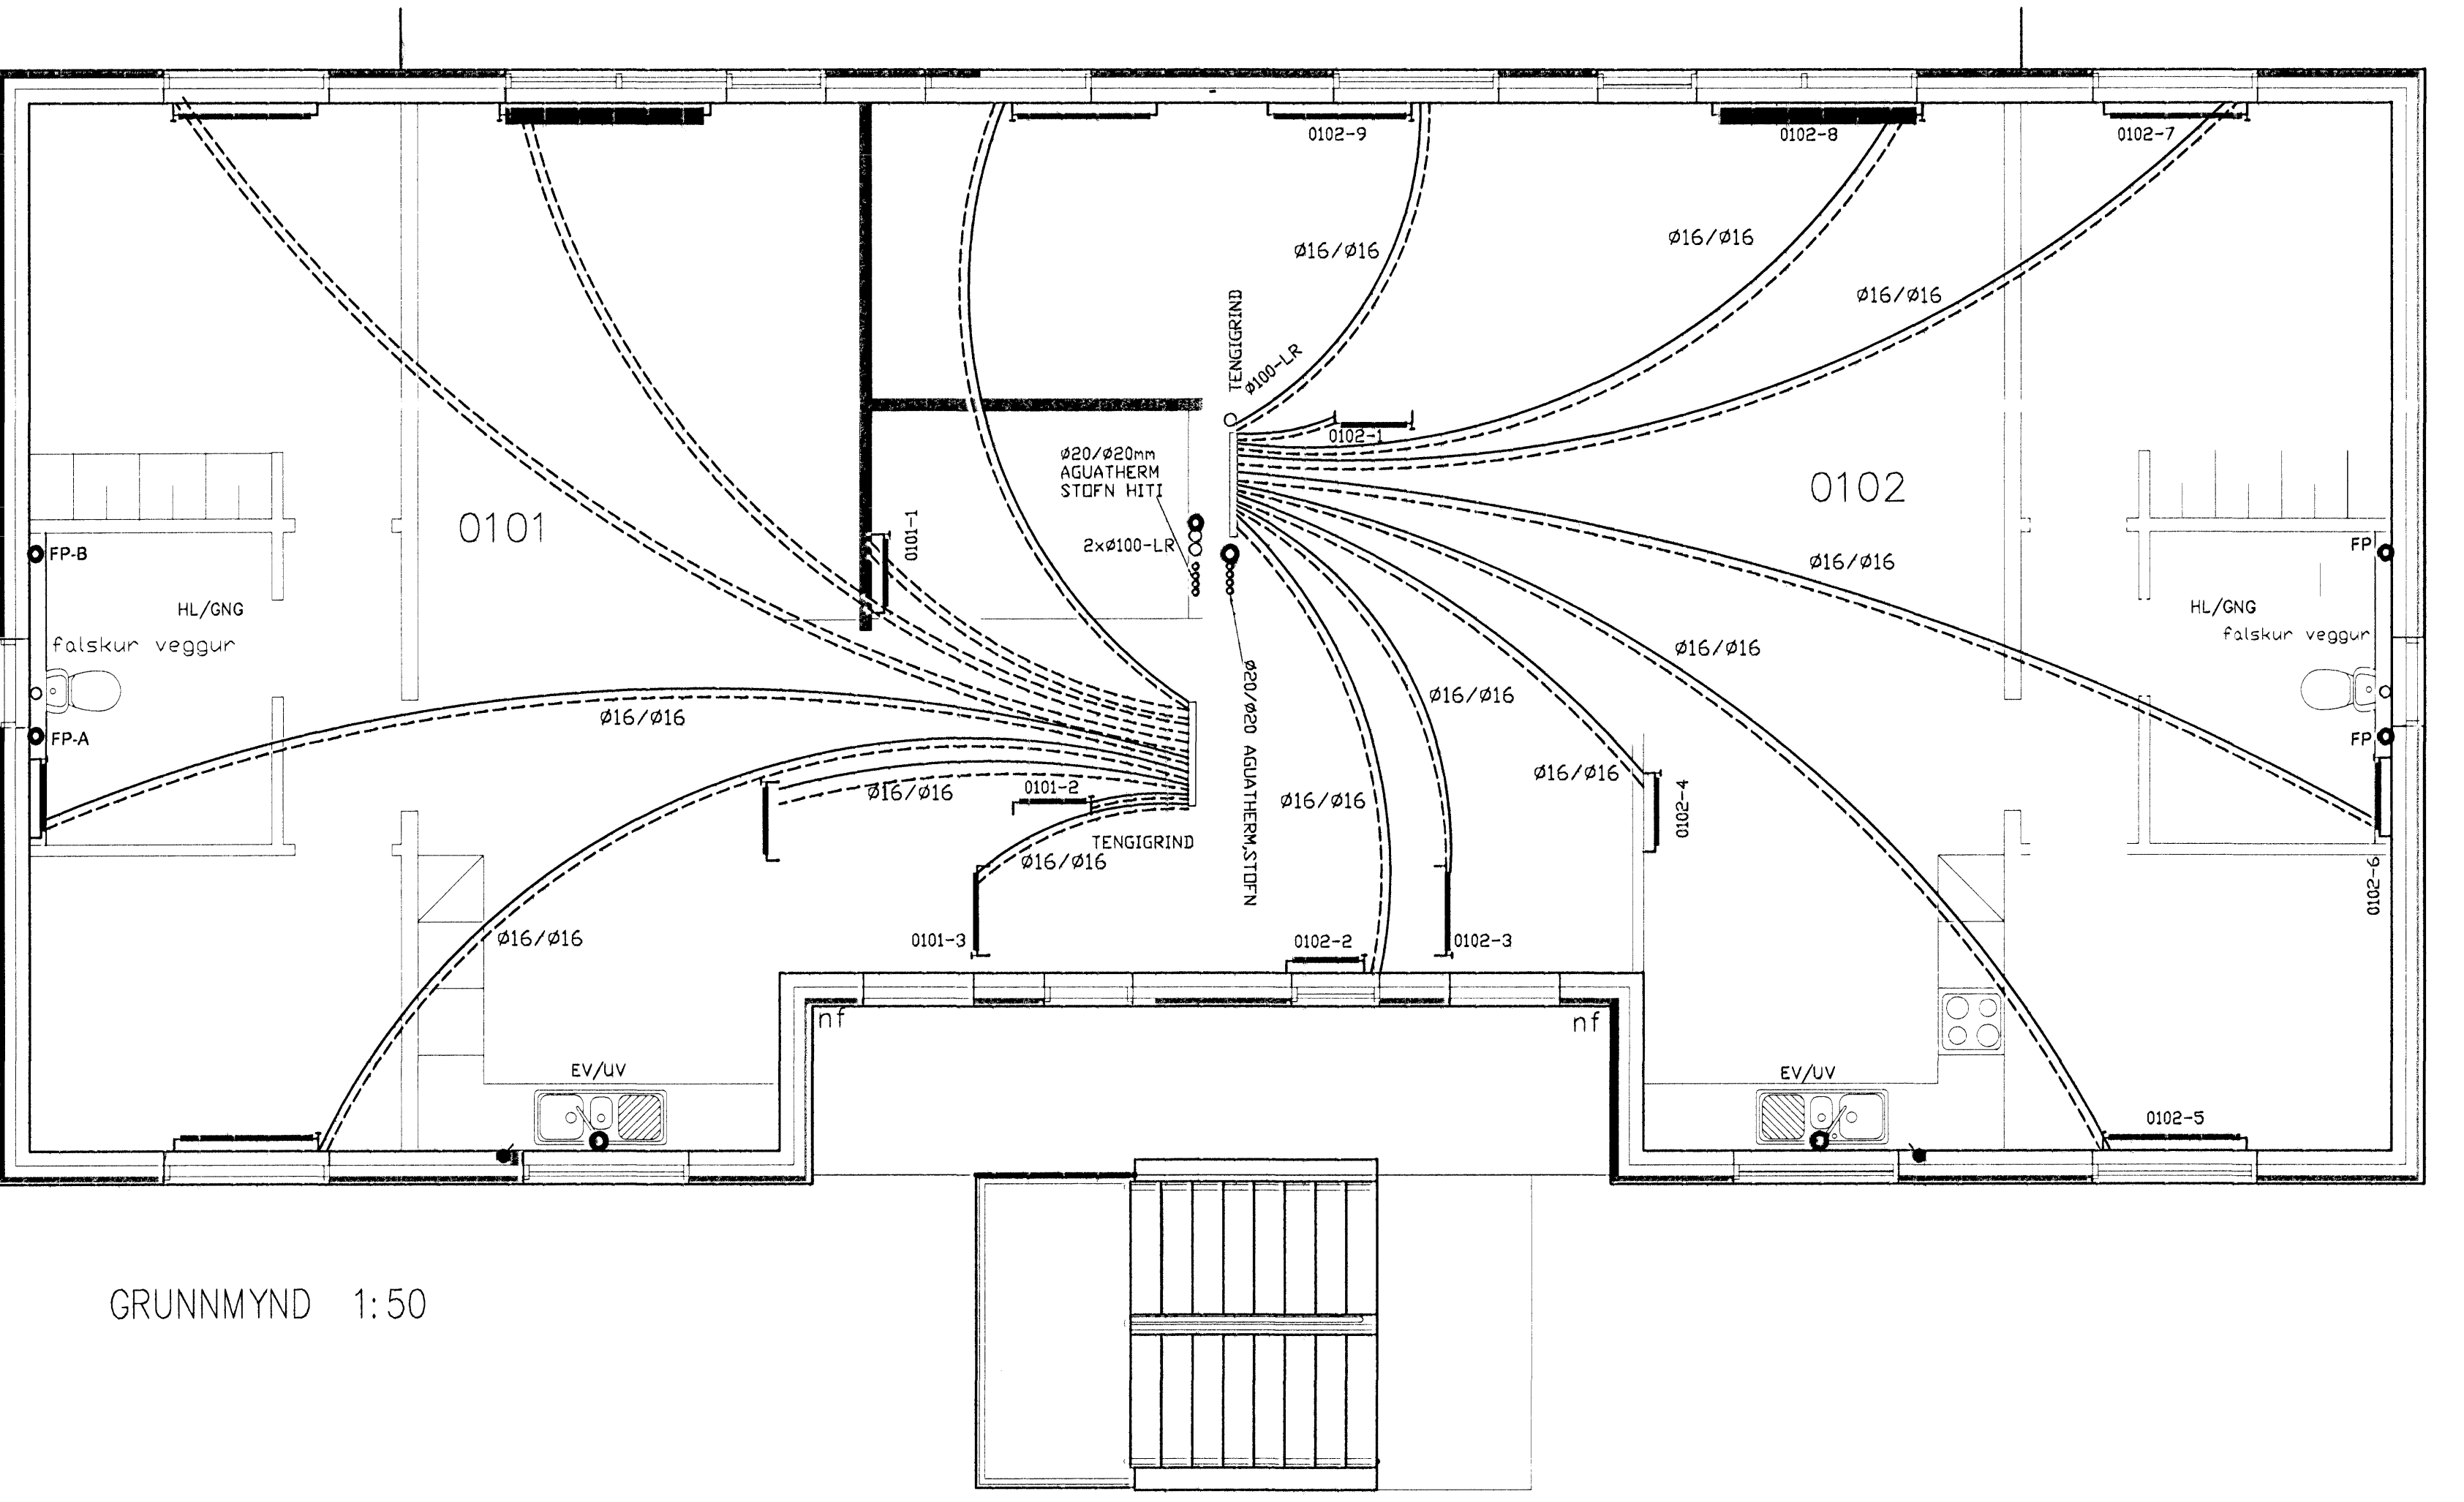 0102-9
0102-8
0102-7
Ø16/Ø16
Ø16/Ø16
Ø16/Ø16
TENGIGRIND
Ø100-LR
0102-1
Ø20/Ø20mm
AGUATHERM
STOFN HITI
2xØ100-LR
0101
0102
0101-1
FP-B
HL/GNG
falskur veggur
FP-A
FP
HL/GNG
falskur veggur
FP
Ø16/Ø16
Ø16/Ø16
Ø16/Ø16
Ø16/Ø16
Ø16/Ø16
Ø16/Ø16
Ø20/Ø20 AGUATHERM,STOFN
0101-2
Ø16/Ø16
0102-4
TENGIGRIND
Ø16/Ø16
0102-6
Ø16/Ø16
0101-3
0102-2
0102-3
nf
nf
EV/UV
EV/UV
0102-5
GRUNNMYND 1:50